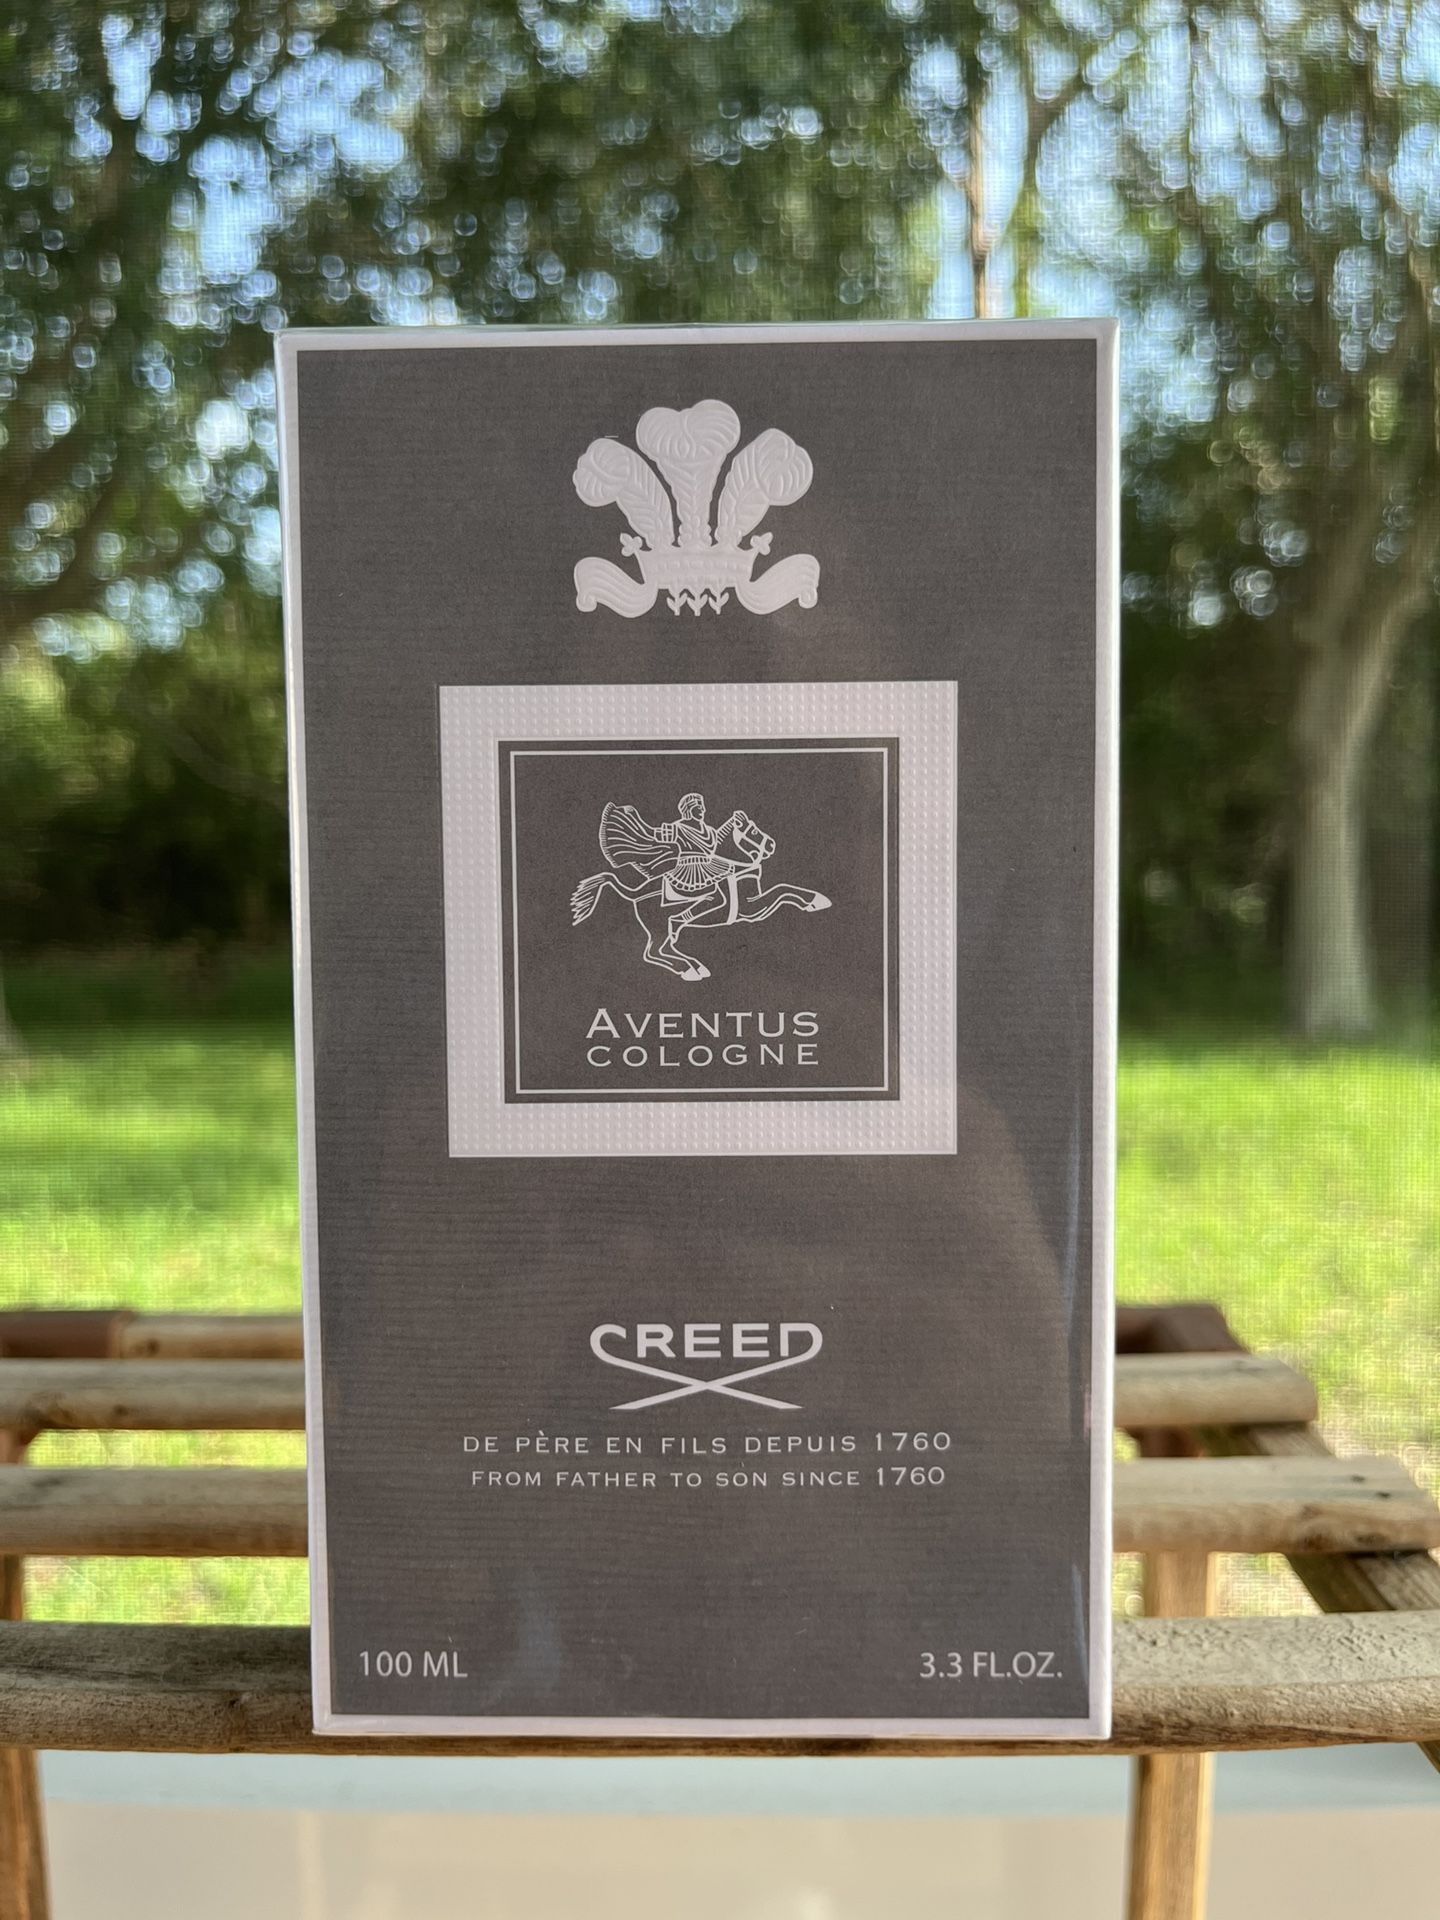 AVENTUS
COLOGNE
CREED
DE PÈRE EN FILS DEPUIS 1760
FROM FATHER TO SON SINCE 1760
100 ML
3.3 FL.OZ.